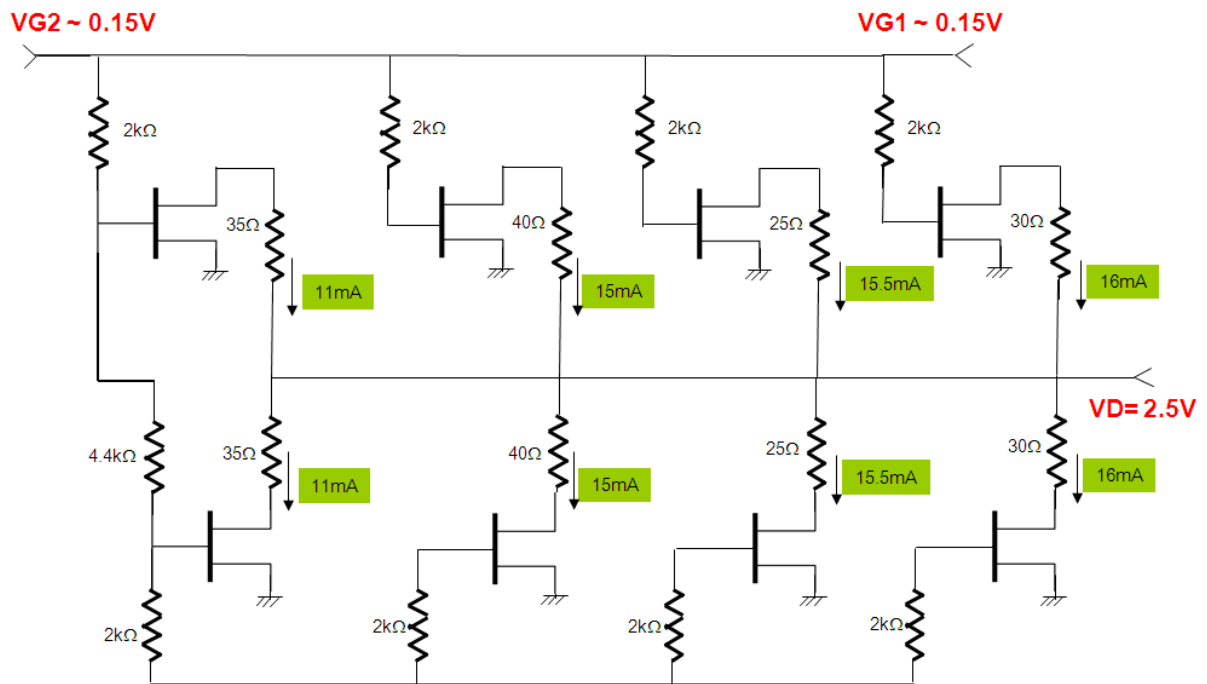 VG2 ~ 0.15V
VG1 ~ 0.15V
2kΩ
2kΩ
2kΩ
2kΩ
35Ω
40Ω
25Ω
30Ω
11mA
15mA
15.5mA
16mA
VD= 2.5V
4.4kΩ
35Ω
40Ω
25Ω
30Ω
11mA
15mA
15.5mA
16mA
2kΩ
2kΩ
2kΩ
2kΩ